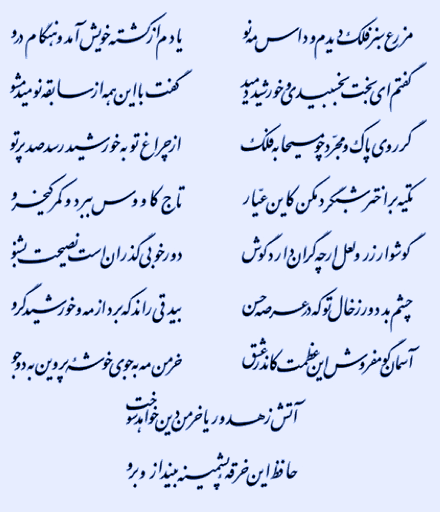 مزرع سبز فلک دیدم و داس مه نو یادم از کشتهٔ خویش آمد و هنگام درو
گفتم ای بخت بخسبیدی و خورشید دمید گفت با این همه از سابقه نومید مشو
گر روی پاک و مجرّد چو مسیحا به فلک از چراغ تو به خورشید رسد صد پرتو
تکیه بر اختر شبگرد مکن کاین عیّار تاج کاووس ببرد و کمر کیخسرو
گوشوار زر و لعل ار چه گران دارد گوش دور خوبی گذران است نصیحت بشنو
چشم بد دور ز خال تو که در عرصه حسن بیدقی راند که برد از مه و خورشید گرو
آسمان گو مفروش این عظمت کاندر عشق خرمن مه به جوی خوشهٔ پروین به دو جو
آتش زهد و ریا خرمن دین خواهد سوخت
حافظ این خرقهٔ پشمینه بینداز و برو